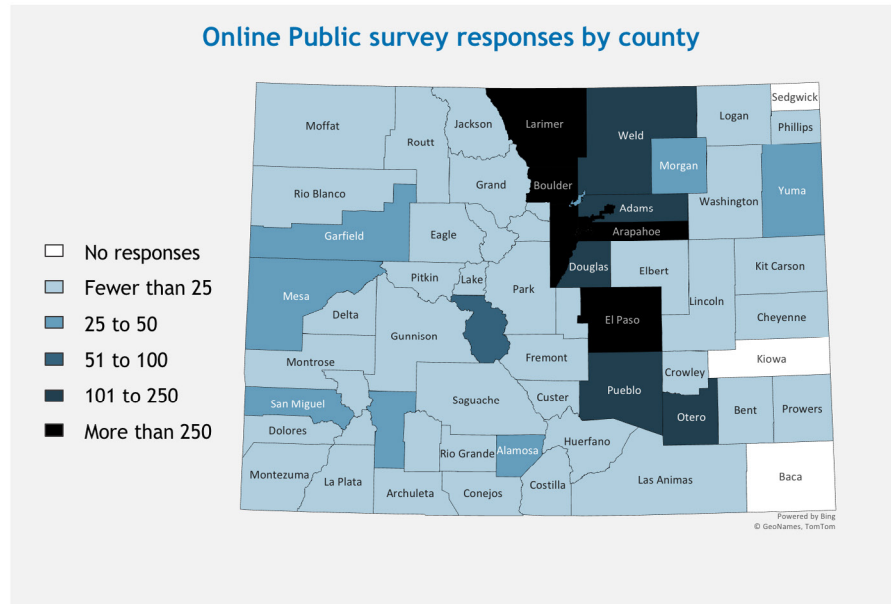 Online Public survey responses by county
Sedgwick
Moffat
Routt
Jackson
Larimer
Weld
Logan
Phillips
Morgan
Rio Blanco
Grand
Boulder
Washington
Yuma
Adams
Garfield
Eagle
Arapahoe
No responses
Fewer than 25
25 to 50
51 to 100
101 to 250
More than 250
Mesa
Pitkin
Lake
Park
Douglas
Elbert
Kit Carson
Lincoln
Delta
Gunnison
El Paso
Cheyenne
Montrose
Fremont
Crowley
Kiowa
San Miguel
Saguache
Custer
Pueblo
Otero
Bent
Prowers
Dolores
Rio Grande
Alamosa
Huerfano
Montezuma
La Plata
Archuleta
Conejos
Costilla
Las Animas
Baca
Powered by Bing
© GeoNames, TomTom